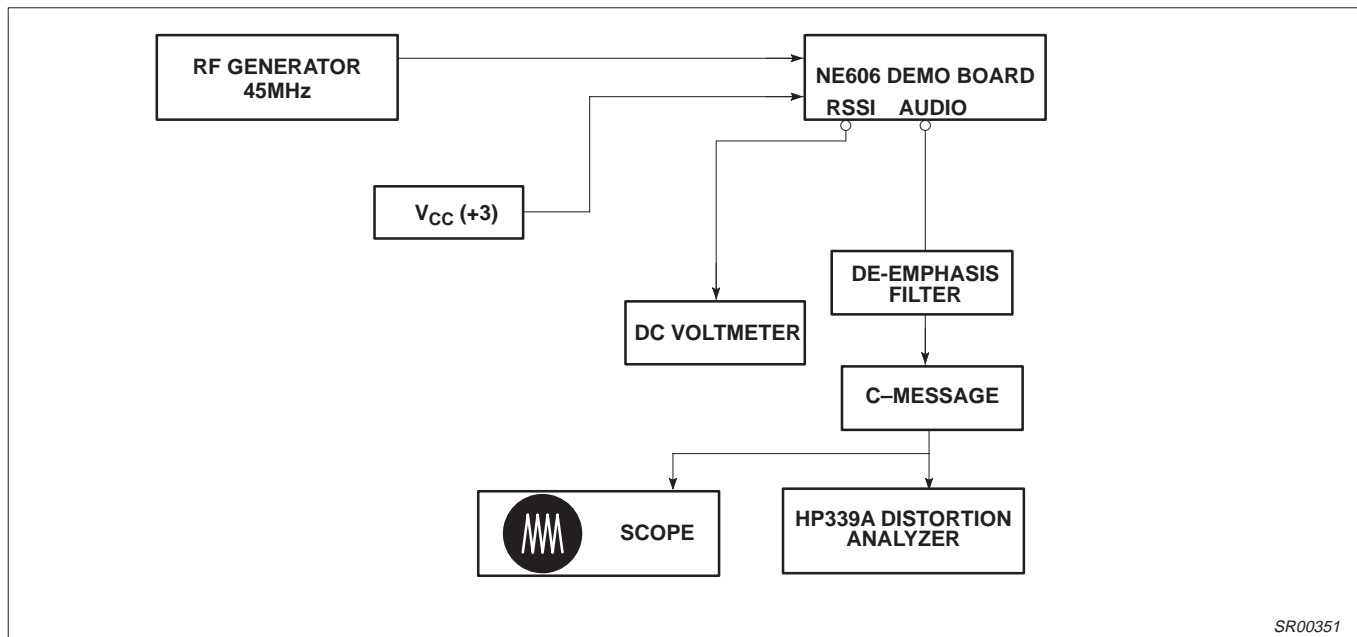 RF GENERATOR
45MHz
NE606 DEMO BOARD
RSSI AUDIO
VCC (+3)
DE-EMPHASIS
FILTER
DC VOLTMETER
C–MESSAGE
SCOPE
HP339A DISTORTION
ANALYZER
SR00351